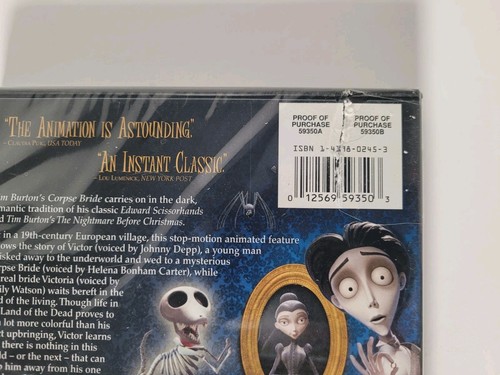 "THE ANIMATION IS ASTOUNDING."
- CLAUDIA PUIG, USA TODAY
"AN INSTANT CLASSIC."
- LOU LUMENICK, NEW YORK POST
PROOF OF PURCHASE 59350A
PROOF OF PURCHASE 59350B
ISBN 1-4198-0245-3
0 12569 59350 3
m Burton's Corpse Bride carries on in the dark,
mantic tradition of his classic Edward Scissorhands
d Tim Burton's The Nightmare Before Christmas.
t in a 19th-century European village, this stop-motion animated feature
ows the story of Victor (voiced by Johnny Depp), a young man
isked away to the underworld and wed to a mysterious
rpse Bride (voiced by Helena Bonham Carter), while
real bride Victoria (voiced by
ily Watson) waits bereft in the
d of the living. Though life in
Land of the Dead proves to
lot more colorful than his
t upbringing, Victor learns
there is nothing in this
ld – or the next – that can
p him away from his one